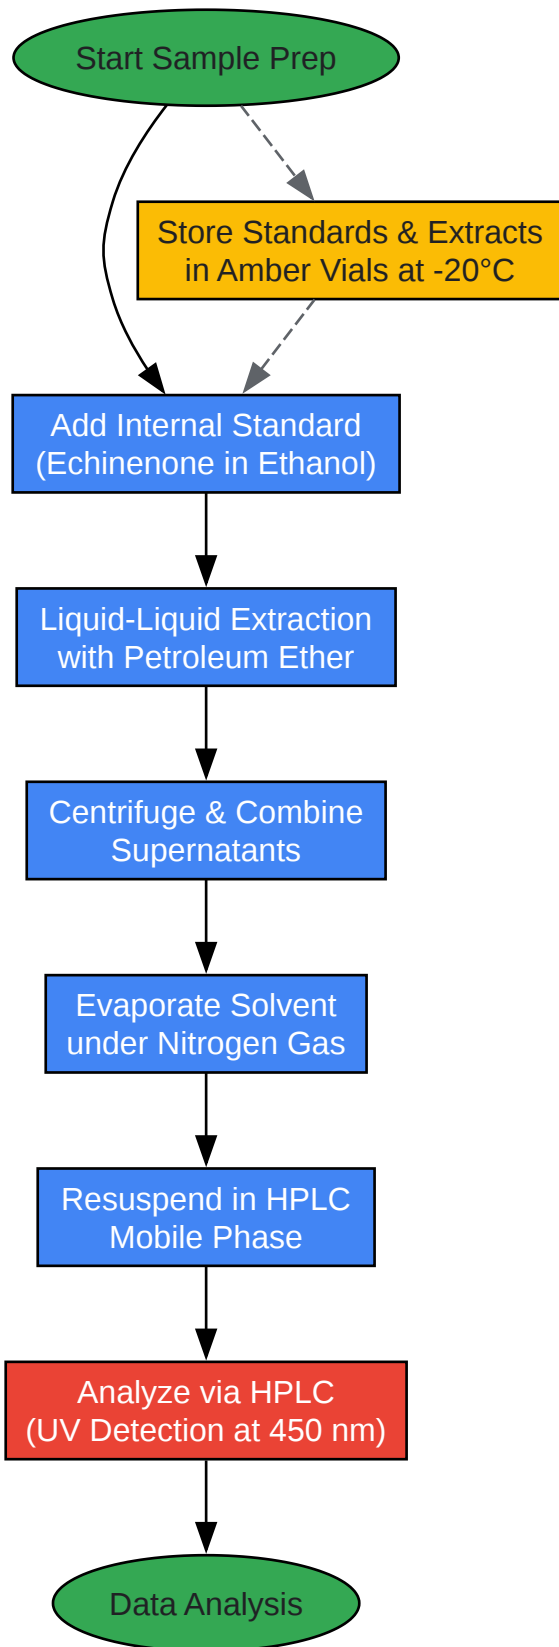 Start Sample Prep
Store Standards & Extracts
in Amber Vials at -20°C
Add Internal Standard
(Echinenone in Ethanol)
Liquid-Liquid Extraction
with Petroleum Ether
Centrifuge & Combine
Supernatants
Evaporate Solvent
under Nitrogen Gas
Resuspend in HPLC
Mobile Phase
Analyze via HPLC
(UV Detection at 450 nm)
Data Analysis